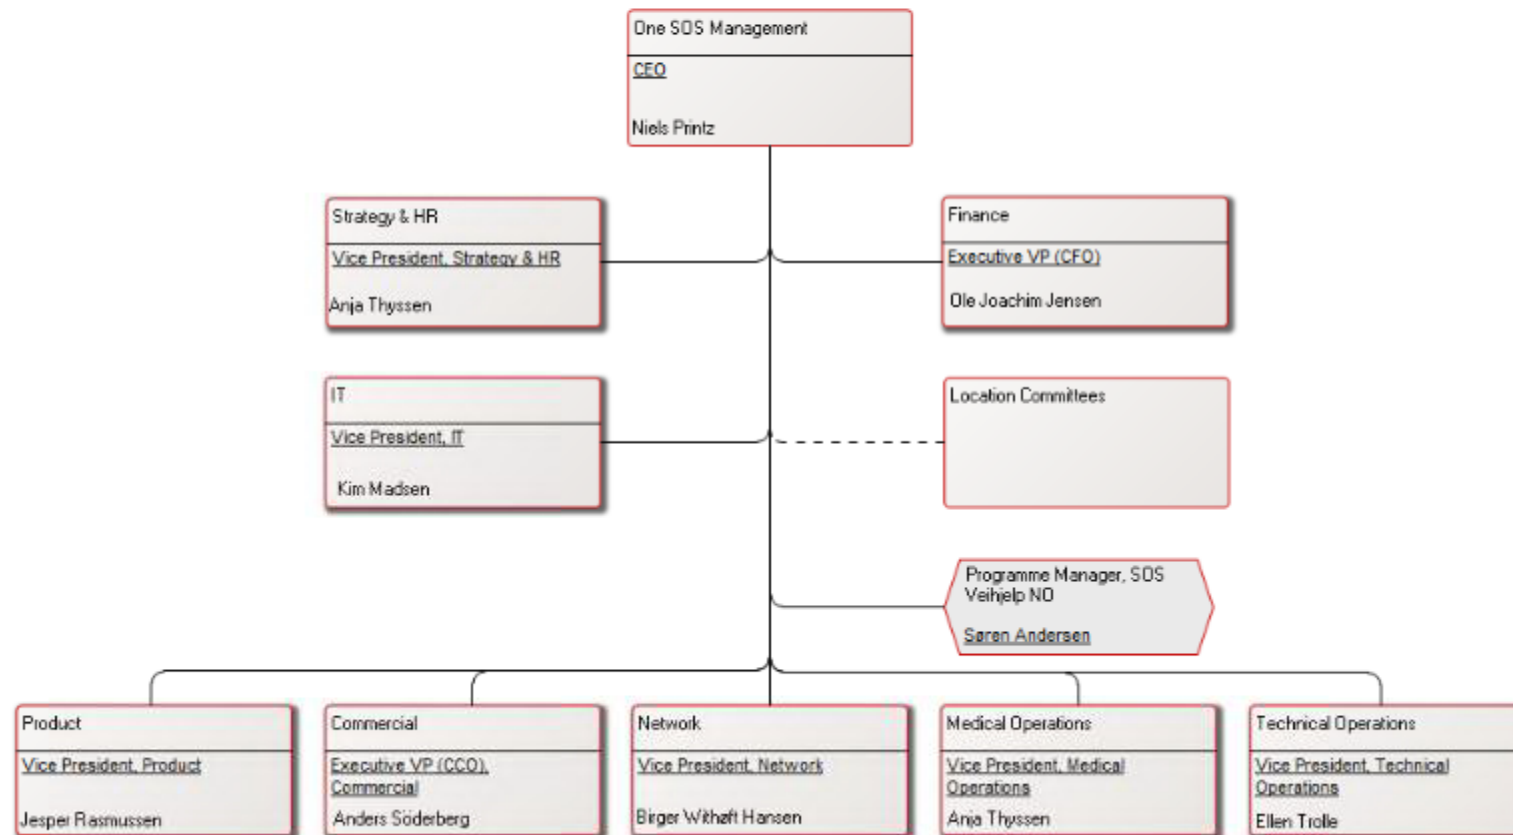 One SOS Management
CEO
Niels Printz
Strategy & HR
Vice President, Strategy & HR
Anja Thyssen
Finance
Executive VP (CFO)
Ole Joachim Jensen
IT
Vice President, IT
Kim Madsen
Location Committees
Programme Manager, SOS
Veihjelp NO
Søren Andersen
Product
Vice President, Product
Jesper Rasmussen
Commercial
Executive VP (CCO),
Commercial
Anders Söderberg
Network
Vice President, Network
Birger Withøft Hansen
Medical Operations
Vice President, Medical
Operations
Anja Thyssen
Technical Operations
Vice President, Technical
Operations
Ellen Trolle